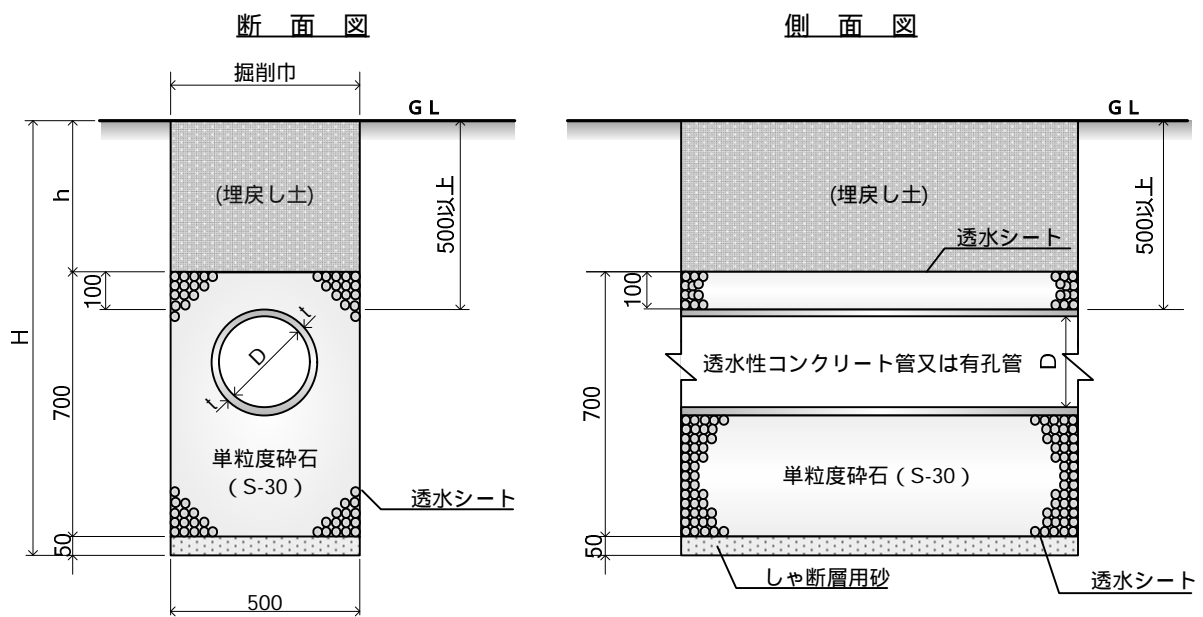 断 面 図
掘削巾
GL
h
(埋戻し土)
500以上
100
H
t
D
t
700
単粒度砕石
(S-30)
透水シート
50
500
側 面 図
GL
(埋戻し土)
500以上
透水シート
100
透水性コンクリート管又は有孔管
D
700
単粒度砕石(S-30)
50
しゃ断層用砂
透水シート